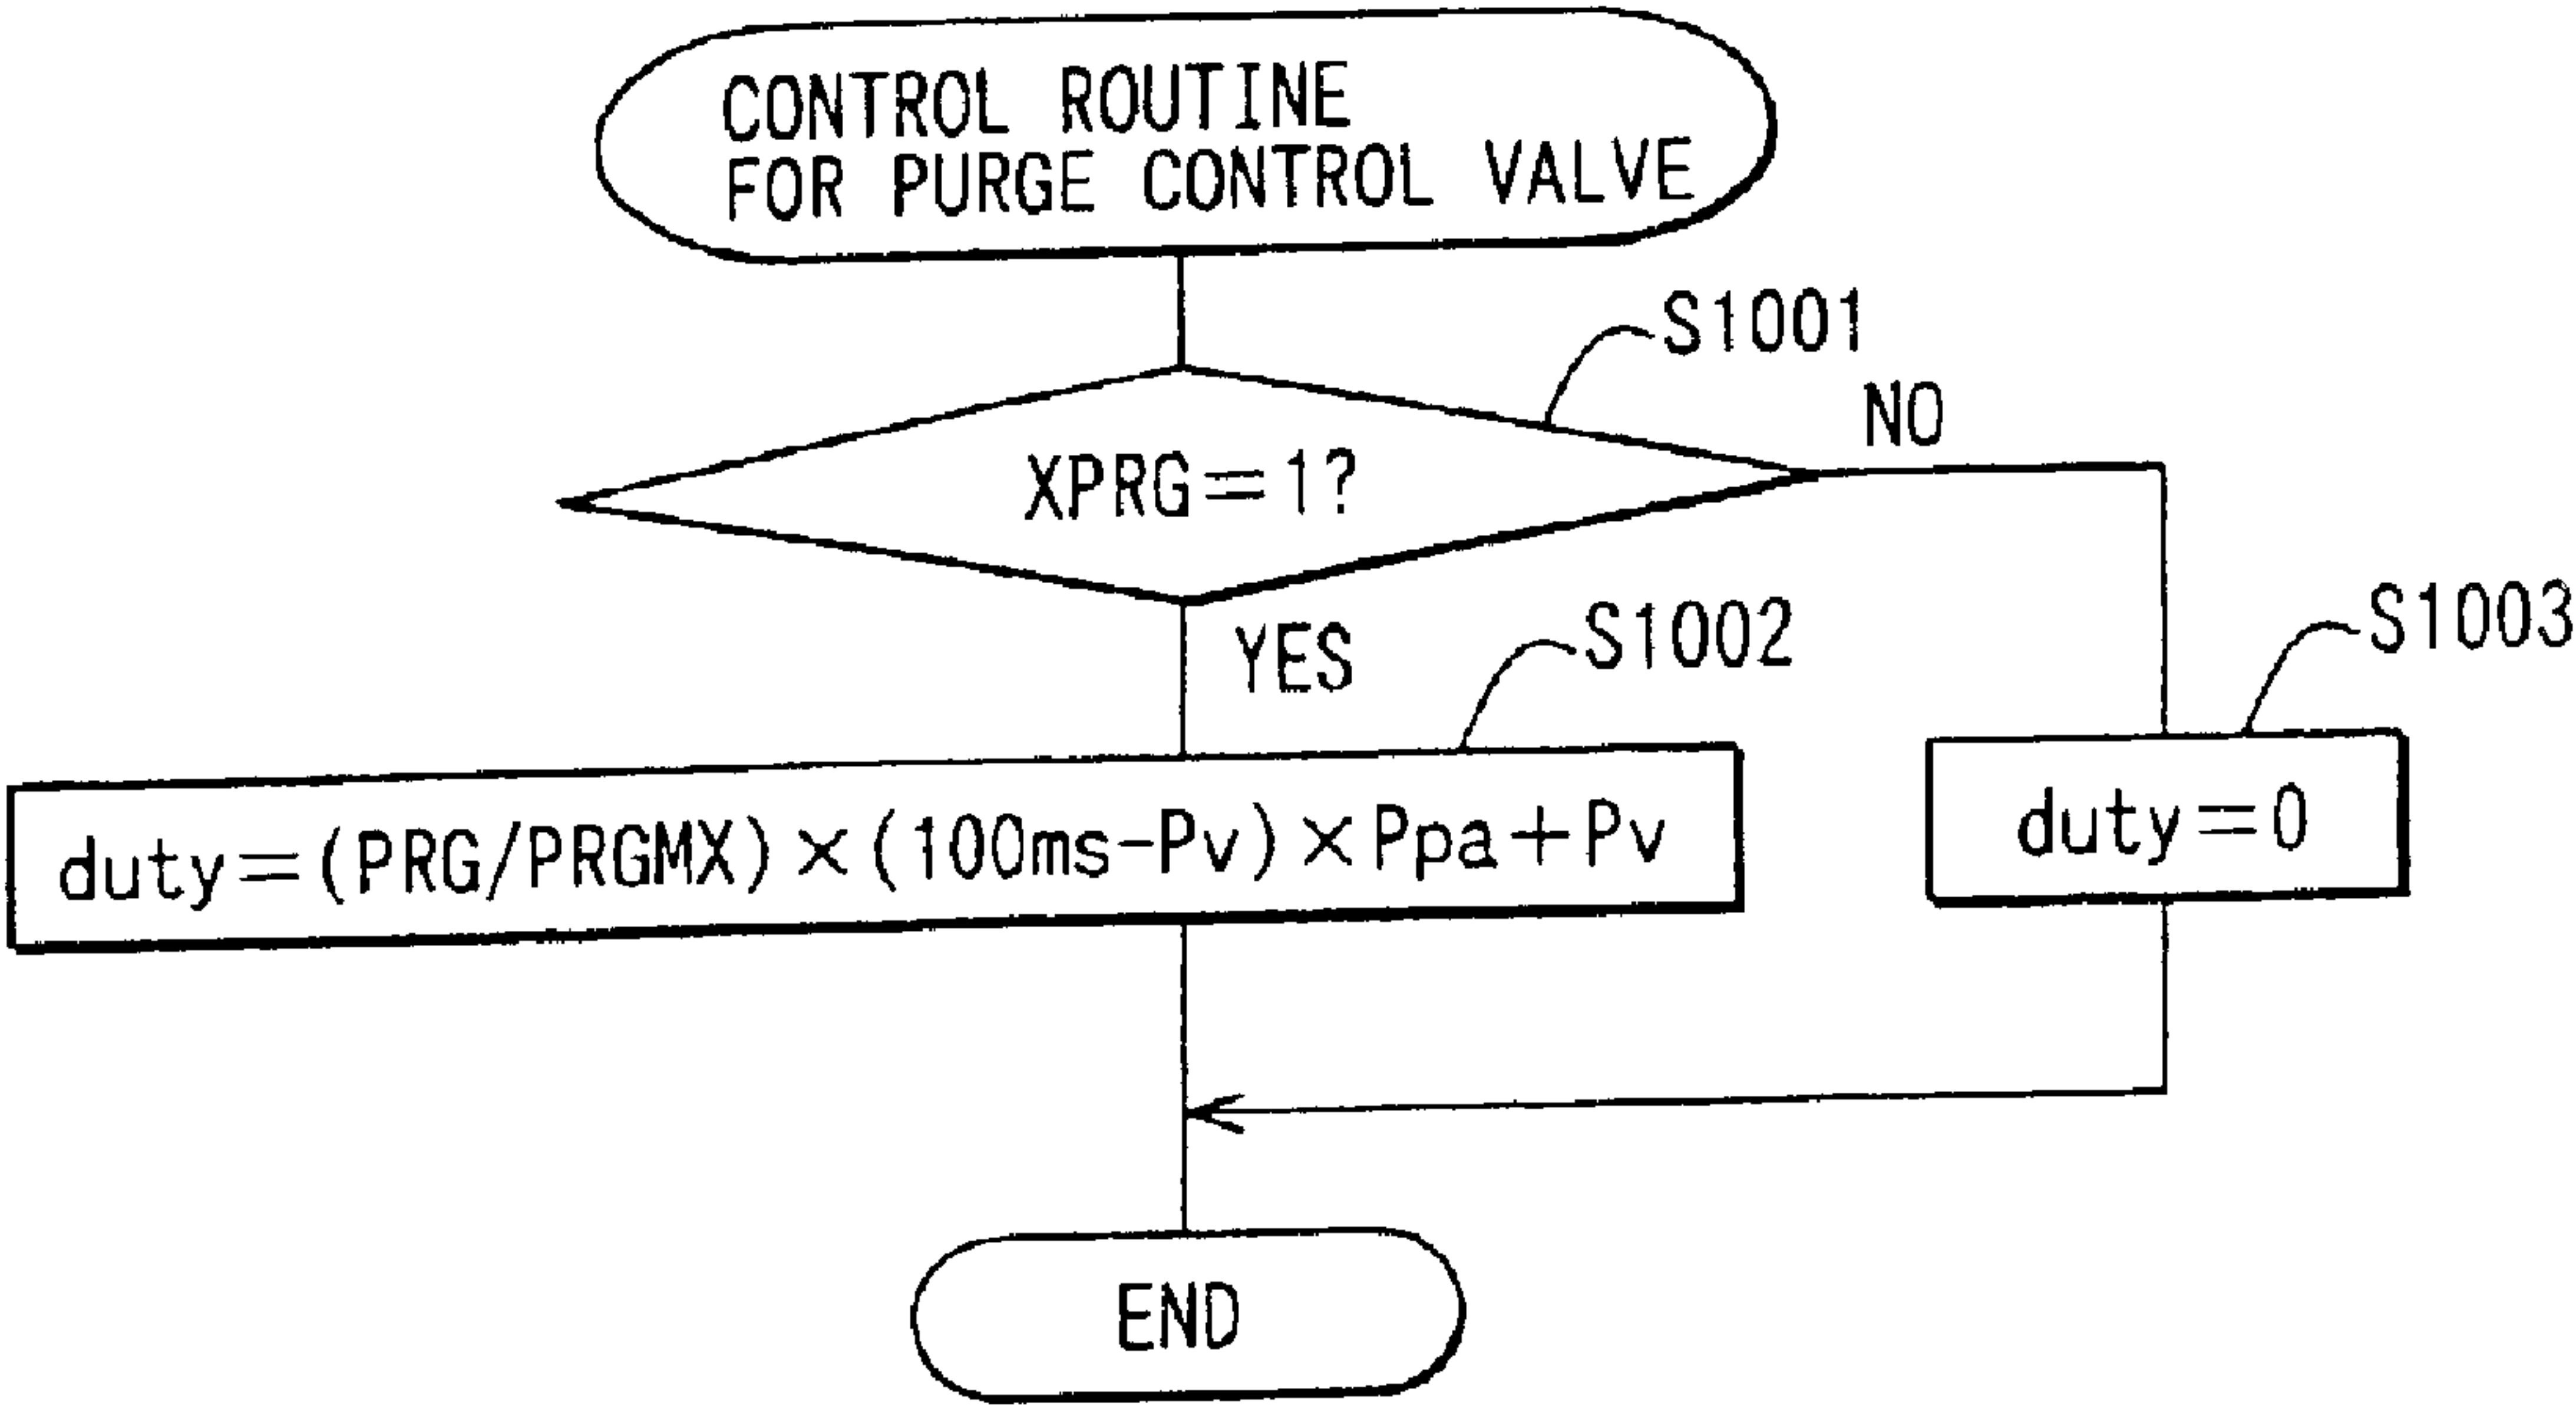 CONTROL ROUTINE
FOR PURGE CONTROL VALVE
S1001
XPRG=1?
NO
YES
S1002
S1003
duty=(PRG/PRGMX)×(100ms-Pv)×Ppa+Pv
duty=0
END